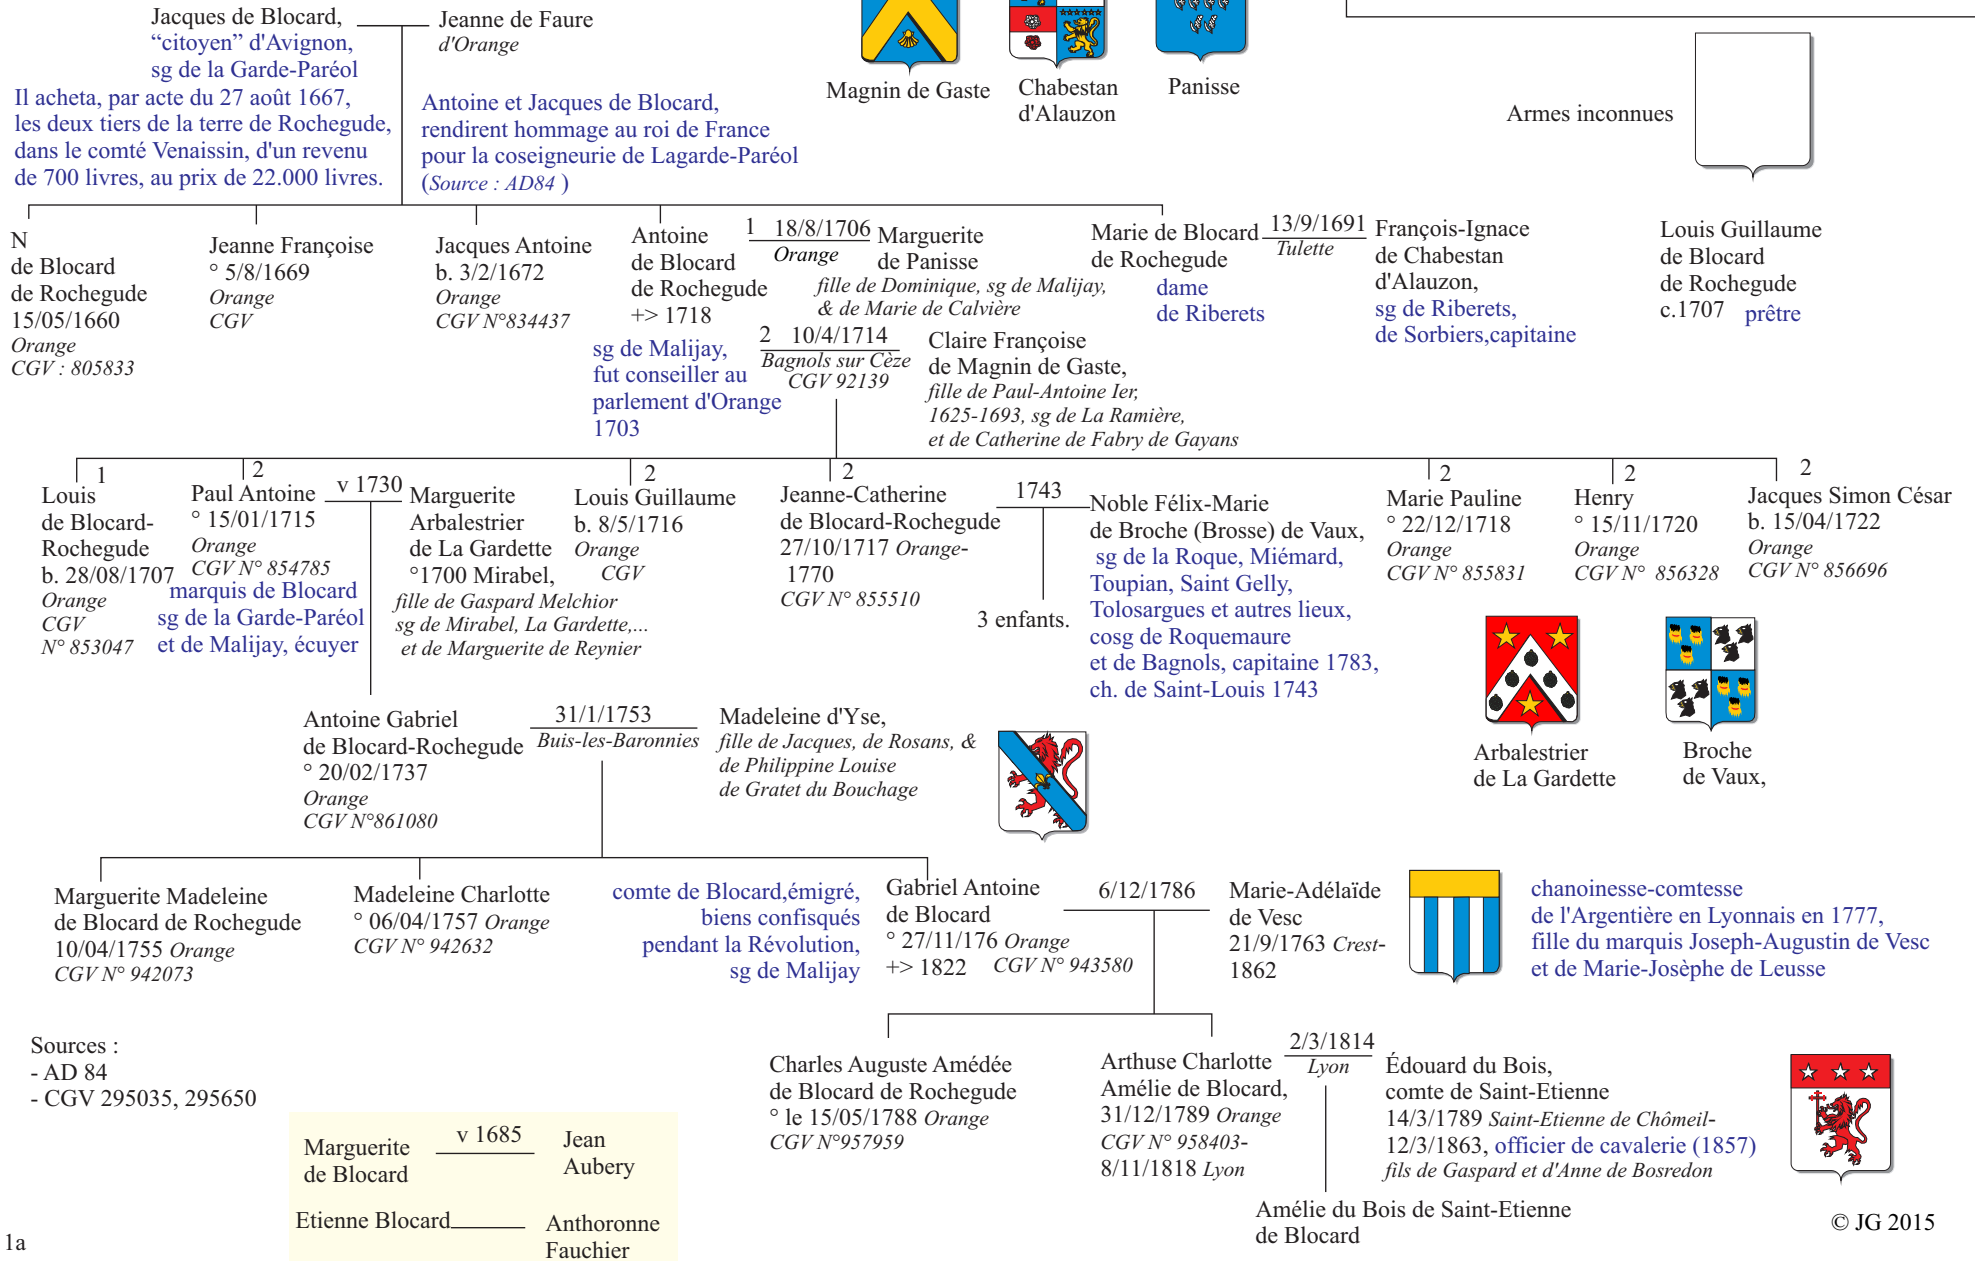 Jacques de Blocard,
“citoyen” d'Avignon,
sg de la Garde-Paréol
Il acheta, par acte du 27 août 1667,
les deux tiers de la terre de Rochegude,
dans le comté Venaissin, d'un revenu
de 700 livres, au prix de 22.000 livres.
Jeanne de Faure
d'Orange
Antoine et Jacques de Blocard,
rendirent hommage au roi de France
pour la coseigneurie de Lagarde-Paréol
(Source : AD84 )
Magnin de Gaste
Chabestan
d'Alauzon
Panisse
Armes inconnues
N
de Blocard
de Rochegude
15/05/1660
Orange
CGV : 805833
Jeanne Françoise
° 5/8/1669
Orange
CGV
Jacques Antoine
b. 3/2/1672
Orange
CGV N°834437
Antoine
de Blocard
de Rochegude
+> 1718
sg de Malijay,
fut conseiller au
parlement d'Orange
1703
1 18/8/1706
Orange
Marguerite
de Panisse
fille de Dominique, sg de Malijay,
& de Marie de Calvière
2 10/4/1714
Bagnols sur Cèze
CGV 92139
Claire Françoise
de Magnin de Gaste,
fille de Paul-Antoine Ier,
1625-1693, sg de La Ramière,
et de Catherine de Fabry de Gayans
Marie de Blocard
de Rochegude
dame
de Riberets
13/9/1691
Tulette
François-Ignace
de Chabestan
d'Alauzon,
sg de Riberets,
de Sorbiers,capitaine
Louis Guillaume
de Blocard
de Rochegude
c.1707 prêtre
1
Louis
de Blocard-
Rochegude
b. 28/08/1707
Orange
CGV
N° 853047
2
Paul Antoine
° 15/01/1715
Orange
CGV N° 854785
marquis de Blocard
sg de la Garde-Paréol
et de Malijay, écuyer
v 1730
Marguerite
Arbalestrier
de La Gardette
°1700 Mirabel,
fille de Gaspard Melchior
sg de Mirabel, La Gardette,...
et de Marguerite de Reynier
2
Louis Guillaume
b. 8/5/1716
Orange
CGV
2
Jeanne-Catherine
de Blocard-Rochegude
27/10/1717 Orange-
1770
CGV N° 855510
1743
3 enfants.
Noble Félix-Marie
de Broche (Brosse) de Vaux,
sg de la Roque, Miémard,
Toupian, Saint Gelly,
Tolosargues et autres lieux,
cosg de Roquemaure
et de Bagnols, capitaine 1783,
ch. de Saint-Louis 1743
2
Marie Pauline
° 22/12/1718
Orange
CGV N° 855831
2
Henry
° 15/11/1720
Orange
CGV N° 856328
2
Jacques Simon César
b. 15/04/1722
Orange
CGV N° 856696
Arbalestrier
de La Gardette
Broche
de Vaux,
Antoine Gabriel
de Blocard-Rochegude
° 20/02/1737
Orange
CGV N°861080
31/1/1753
Buis-les-Baronnies
Madeleine d'Yse,
fille de Jacques, de Rosans, &
de Philippine Louise
de Gratet du Bouchage
Marguerite Madeleine
de Blocard de Rochegude
10/04/1755 Orange
CGV N° 942073
Madeleine Charlotte
° 06/04/1757 Orange
CGV N° 942632
comte de Blocard,émigré,
biens confisqués
pendant la Révolution,
sg de Malijay
Gabriel Antoine
de Blocard
° 27/11/176 Orange
+> 1822 CGV N° 943580
6/12/1786
Marie-Adélaïde
de Vesc
21/9/1763 Crest-
1862
chanoinesse-comtesse
de l'Argentière en Lyonnais en 1777,
fille du marquis Joseph-Augustin de Vesc
et de Marie-Josèphe de Leusse
Sources :
- AD 84
- CGV 295035, 295650
Charles Auguste Amédée
de Blocard de Rochegude
° le 15/05/1788 Orange
CGV N°957959
Arthuse Charlotte
Amélie de Blocard,
31/12/1789 Orange
CGV N° 958403-
8/11/1818 Lyon
2/3/1814
Lyon
Édouard du Bois,
comte de Saint-Etienne
14/3/1789 Saint-Etienne de Chômeil-
12/3/1863, officier de cavalerie (1857)
fils de Gaspard et d'Anne de Bosredon
Amélie du Bois de Saint-Etienne
de Blocard
Marguerite
de Blocard
v 1685
Jean
Aubery
Etienne Blocard
Anthoronne
Fauchier
1a
© JG 2015